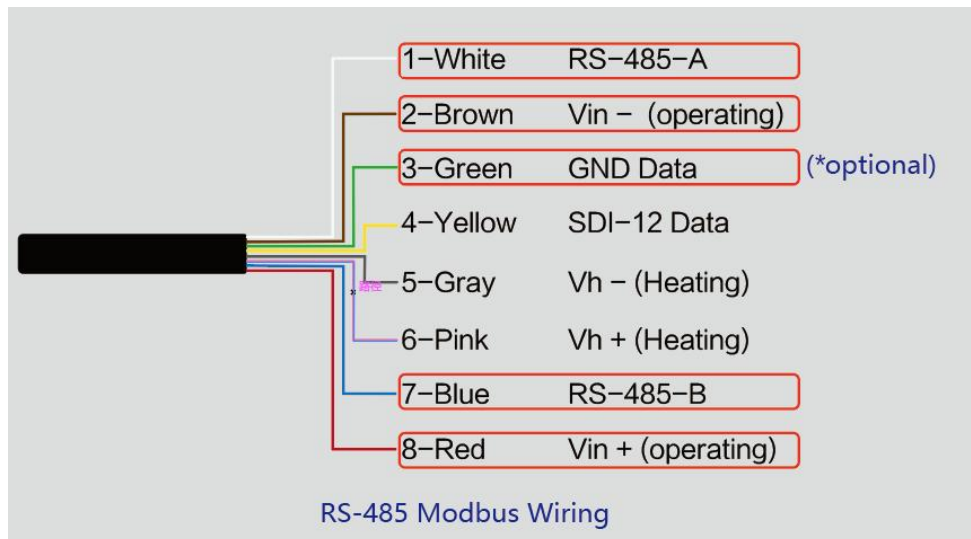 1-White RS-485-A
2-Brown Vin - (operating)
3-Green GND Data (*optional)
4-Yellow SDI-12 Data
5-Gray Vh - (Heating)
路径
6-Pink Vh + (Heating)
7-Blue RS-485-B
8-Red Vin + (operating)
RS-485 Modbus Wiring